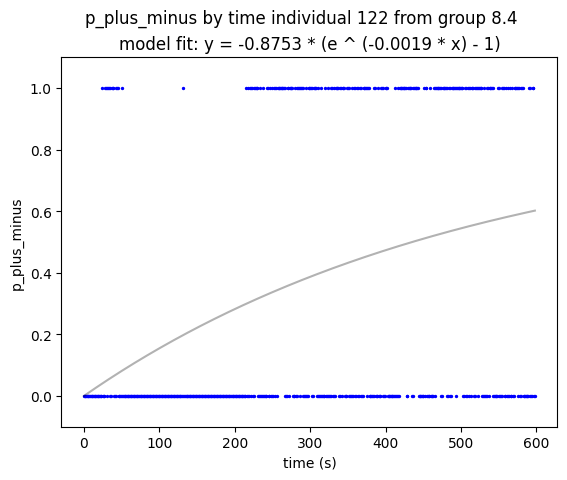 p_plus_minus by time individual 122 from group 8.4
model fit: y = -0.8753 * (e ^ (-0.0019 * x) - 1)
1.0
0.8
0.6
0.4
0.2
0.0
p_plus_minus
0 100 200 300 400 500 600
time (s)